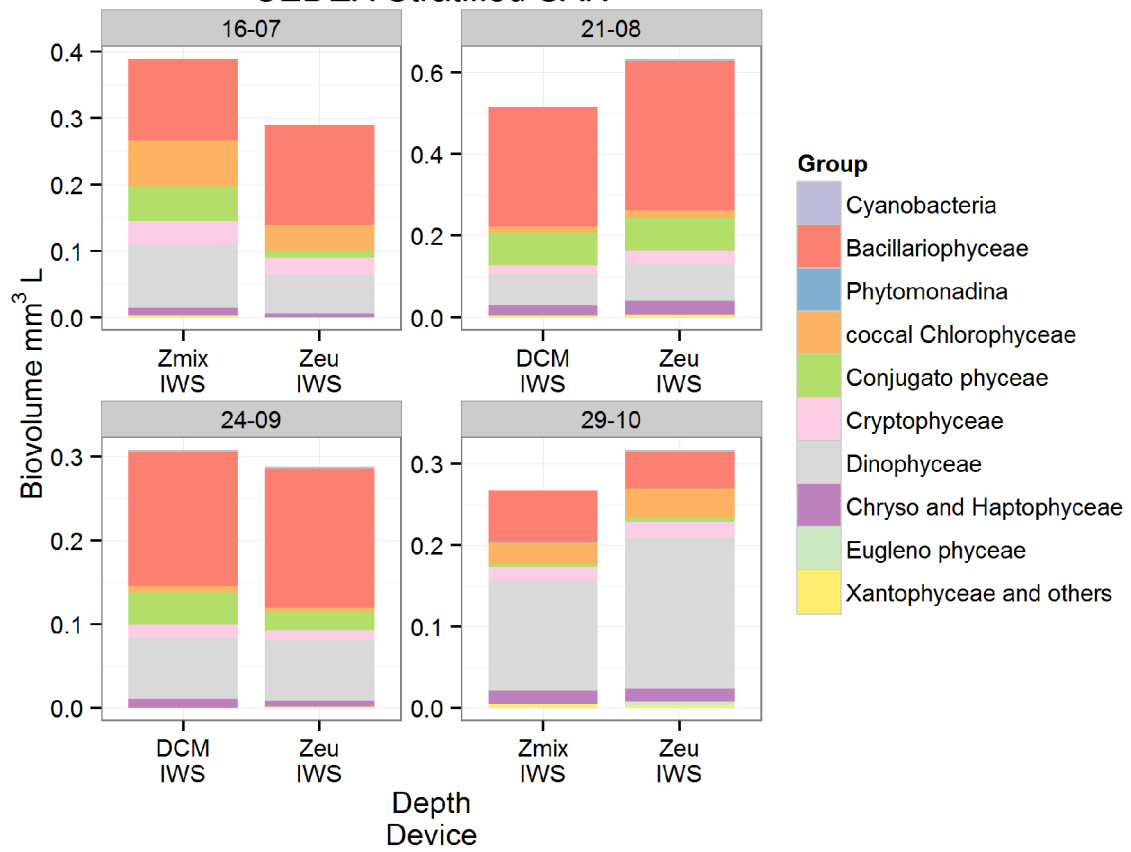 16-07
21-08
0.4
0.3
0.2
0.1
0.0
0.6
0.4
0.2
0.0
Zmix
IWS
Zeu
IWS
DCM
IWS
Zeu
IWS
24-09
29-10
0.3
0.2
0.1
0.0
0.3
0.2
0.1
0.0
DCM
IWS
Zeu
IWS
Zmix
IWS
Zeu
IWS
Biovolume mm³ L
Depth
Device
Group
Cyanobacteria
Bacillariophyceae
Phytomonadina
coccal Chlorophyceae
Conjugato phyceae
Cryptophyceae
Dinophyceae
Chryso and Haptophyceae
Eugleno phyceae
Xantophyceae and others